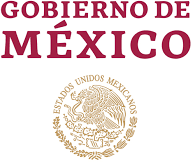 GOBIERNO DE
MÉXICO
ESTADOS UNIDOS MEXICANOS